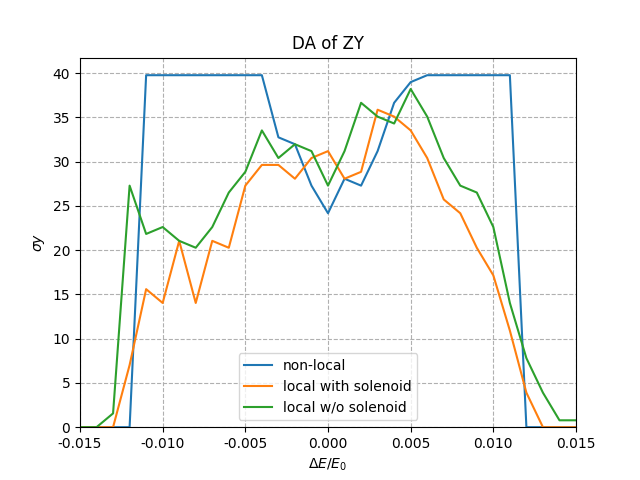 DA of ZY
40
35
30
25
20
15
10
5
0
σy
-0.015 -0.010 -0.005 0.000 0.005 0.010 0.015
ΔE/E₀
non-local
local with solenoid
local w/o solenoid